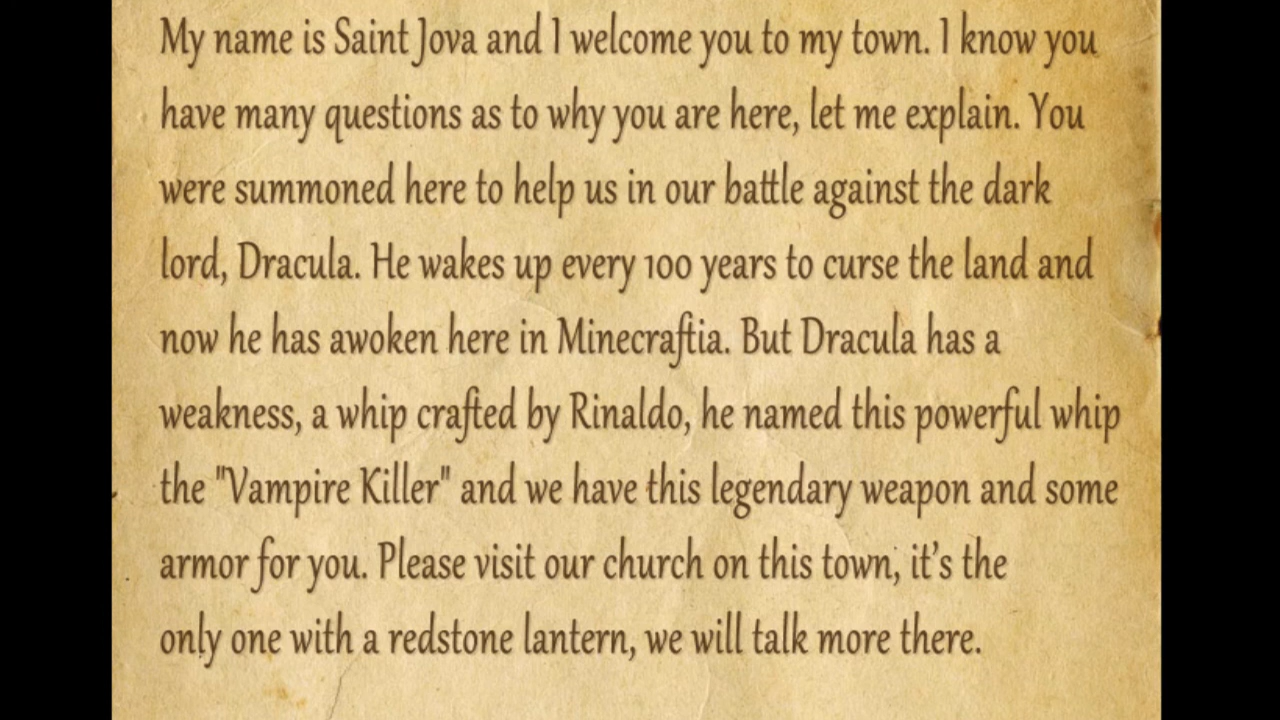 My name is Saint Jova and I welcome you to my town. I know you
have many questions as to why you are here, let me explain. You
were summoned here to help us in our battle against the dark
lord, Dracula. He wakes up every 100 years to curse the land and
now he has awoken here in Minecraftia. But Dracula has a
weakness, a whip crafted by Rinaldo, he named this powerful whip
the "Vampire Killer" and we have this legendary weapon and some
armor for you. Please visit our church on this town, it’s the
only one with a redstone lantern, we will talk more there.